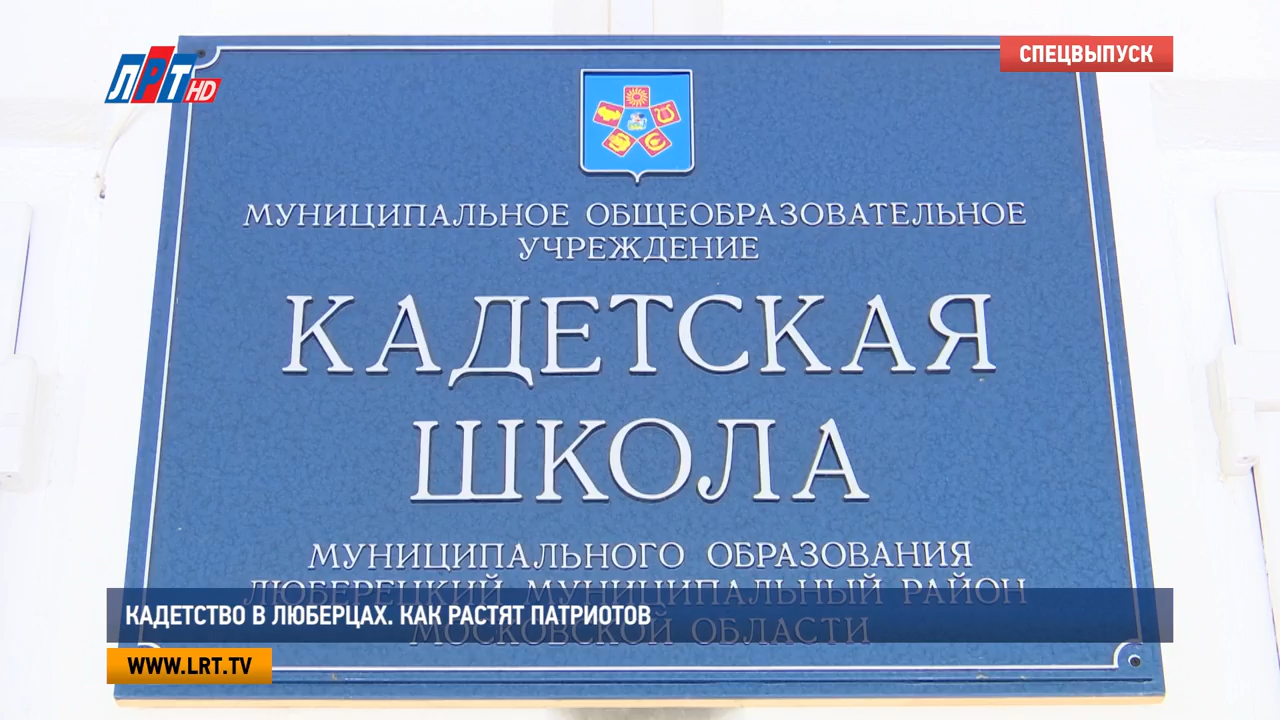 ЛРТ HD
СПЕЦВЫПУСК
МУНИЦИПАЛЬНОЕ ОБЩЕОБРАЗОВАТЕЛЬНОЕ
УЧРЕЖДЕНИЕ
КАДЕТСКАЯ
ШКОЛА
МУНИЦИПАЛЬНОГО ОБРАЗОВАНИЯ
ЛЮБЕРЕЦКИЙ МУНИЦИПАЛЬНЫЙ РАЙОН
МОСКОВСКОЙ ОБЛАСТИ
КАДЕТСТВО В ЛЮБЕРЦАХ. КАК РАСТЯТ ПАТРИОТОВ
WWW.LRT.TV